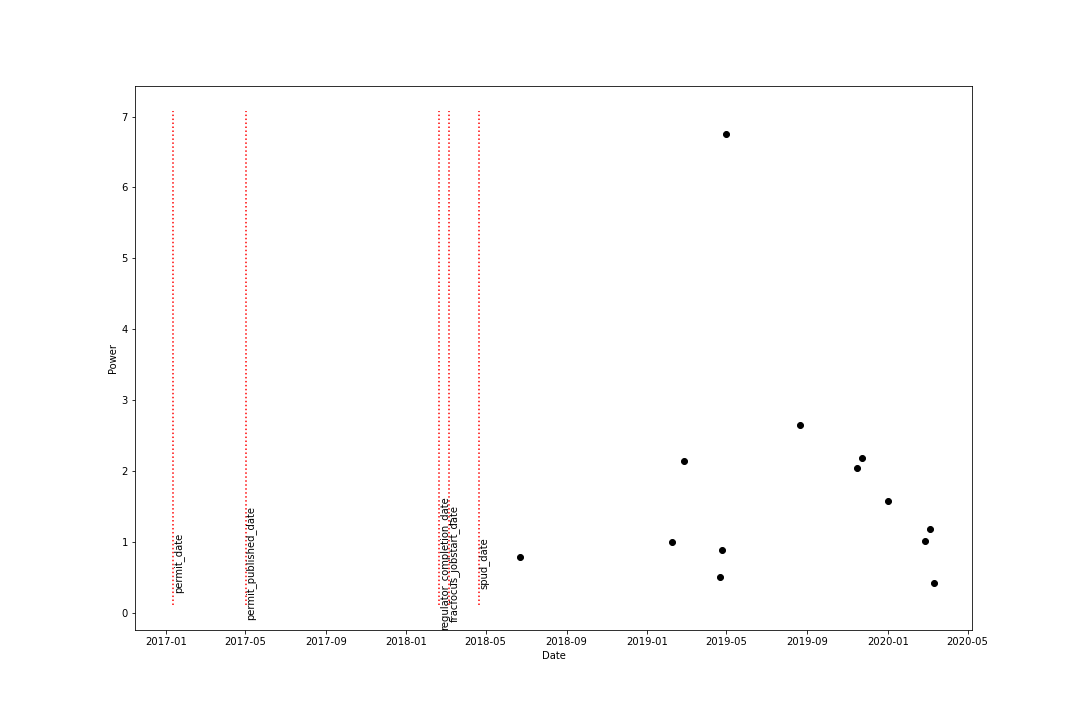 7
6
5
4
3
2
1
0
Power
permit_date
permit_published_date
regulator_completion_date
fracfocus_jobstart_date
spud_date
2017-01
2017-05
2017-09
2018-01
2018-05
2018-09
2019-01
2019-05
2019-09
2020-01
2020-05
Date